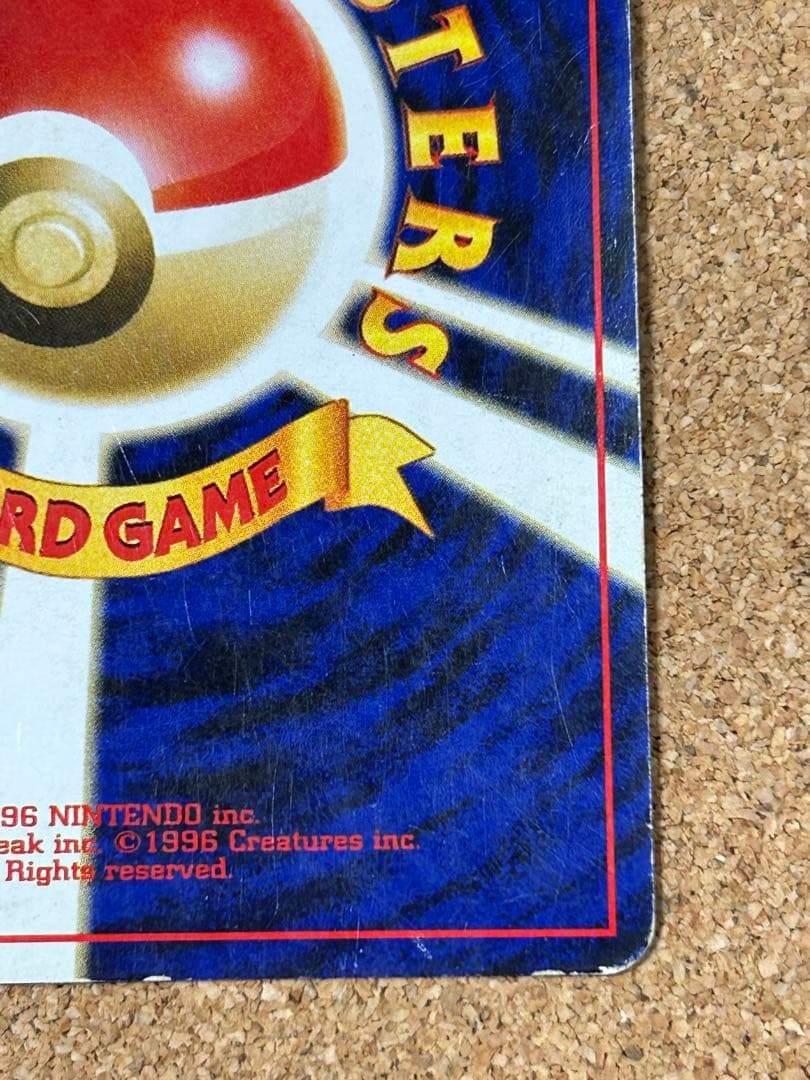 TERS
RD GAME
96 NINTENDO inc.
eak inc. ©1996 Creatures inc.
Rights reserved.